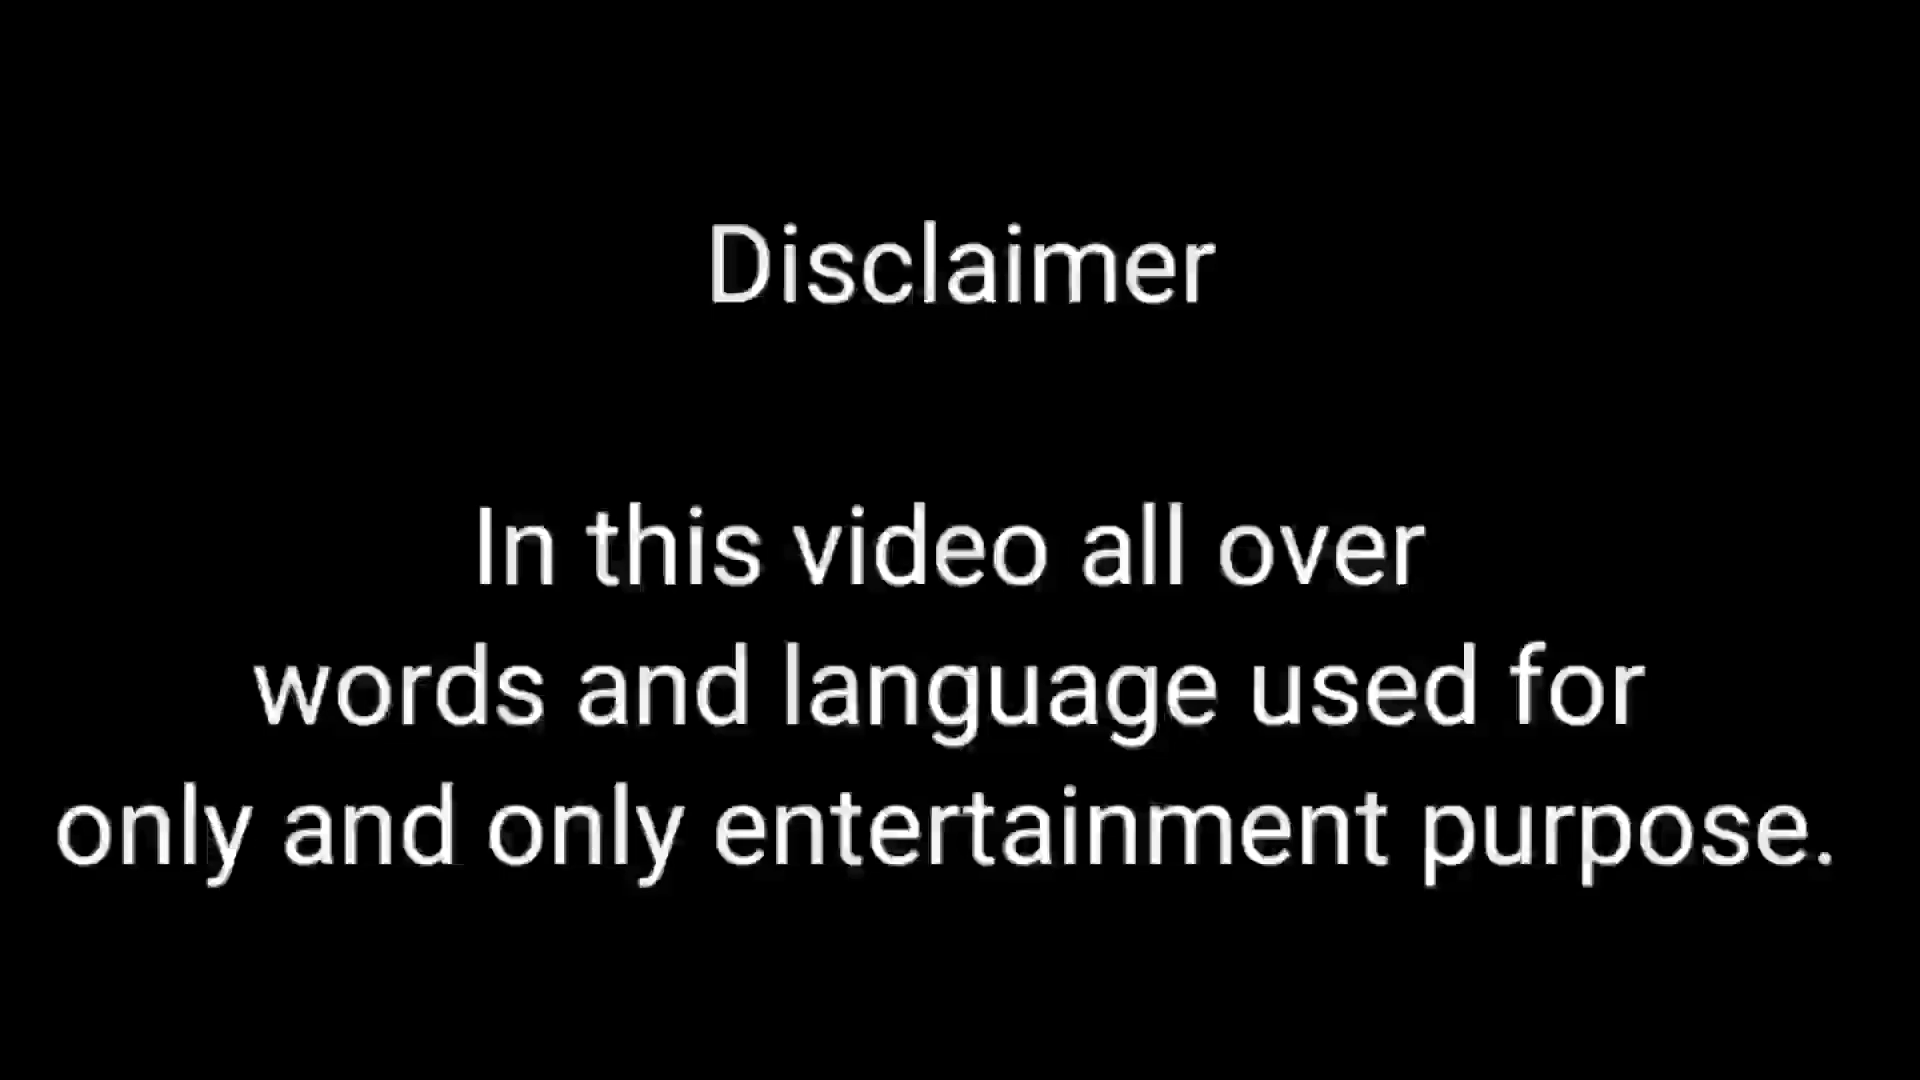 Disclaimer
In this video all over
words and language used for
only and only entertainment purpose.